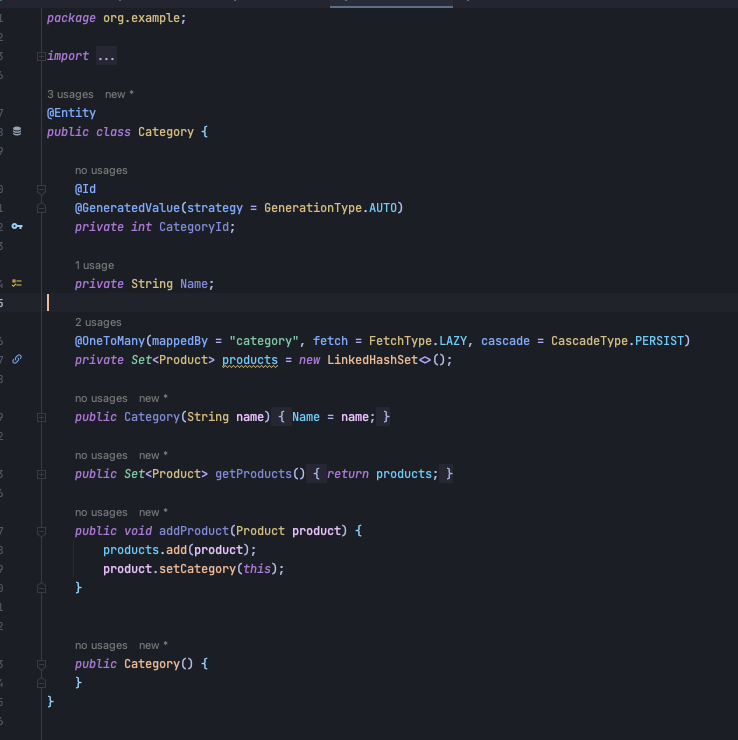 package org.example;
import ...
3 usages new *
@Entity
public class Category {
no usages
@Id
@GeneratedValue(strategy = GenerationType.AUTO)
private int CategoryId;
1 usage
private String Name;
2 usages
@OneToMany(mappedBy = "category", fetch = FetchType.LAZY, cascade = CascadeType.PERSIST)
private Set<Product> products = new LinkedHashSet<>();
no usages new *
public Category(String name) { Name = name; }
no usages new *
public Set<Product> getProducts() { return products; }
no usages new *
public void addProduct(Product product) {
products.add(product);
product.setCategory(this);
}
no usages new *
public Category() {
}
}